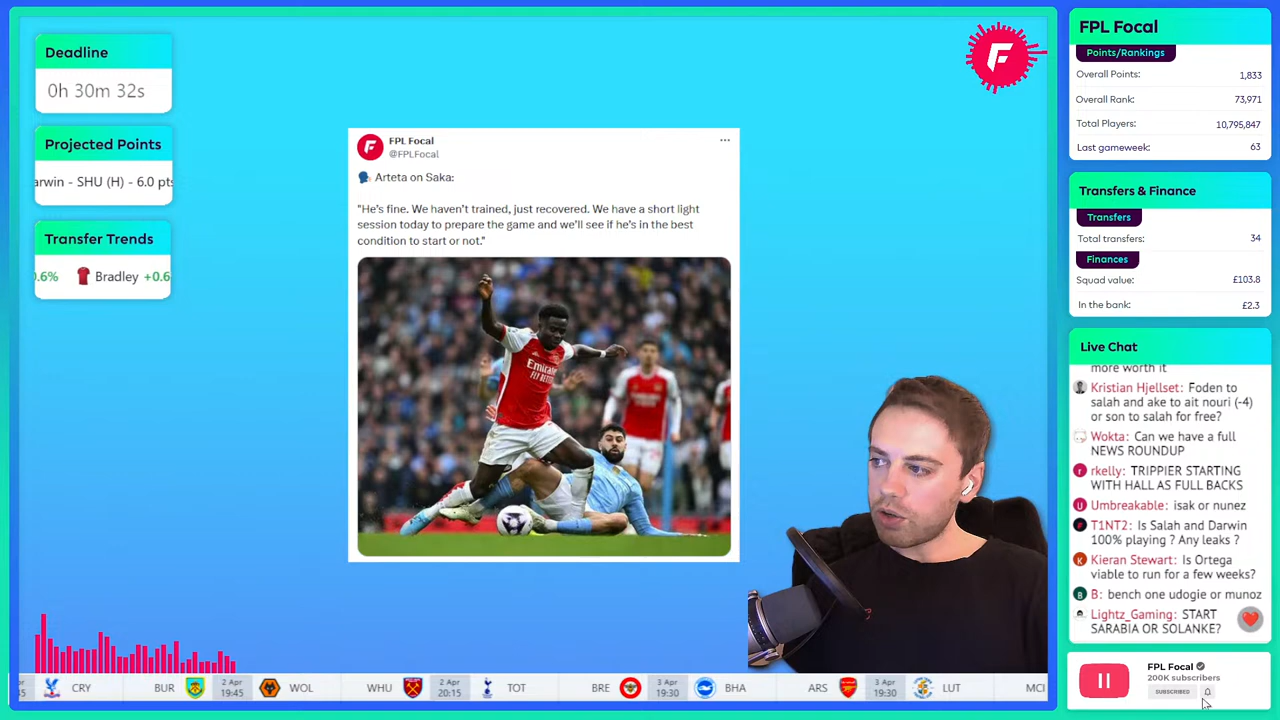 Deadline
0h 30m 32s
Projected Points
arwin - SHU (H) - 6.0 pts
Transfer Trends
0.6%
Bradley +0.6
F
FPL Focal
@FPLFocal
Arteta on Saka:
"He's fine. We haven't trained, just recovered. We have a short light
session today to prepare the game and we'll see if he's in the best
condition to start or not."
Emirates
FLY BETTER
FPL Focal
Points/Rankings
Overall Points: 1,833
Overall Rank: 73,971
Total Players: 10,795,847
Last gameweek: 63
Transfers & Finance
Transfers
Total transfers: 34
Finances
Squad value: £103.8
In the bank: £2.3
Live Chat
more worth it
Kristian Hjellset: Foden to
salah and ake to ait nouri (-4)
or son to salah for free?
Wokta: Can we have a full
NEWS ROUNDUP
rkelly: TRIPPIER STARTING
WITH HALL AS FULL BACKS
Umbreakable: isak or nunez
T1NT2: Is Salah and Darwin
100% playing ? Any leaks ?
Kieran Stewart: Is Ortega
viable to run for a few weeks?
B: bench one udogie or munoz
Lightz_Gaming: START
SARABIA OR SOLANKE?
FPL Focal
200K subscribers
SUBSCRIBED
45 CRY BUR 2 Apr 19:45 WOL WHU 2 Apr 20:15 TOT BRE 3 Apr 19:30 BHA ARS 3 Apr 19:30 LUT MCI